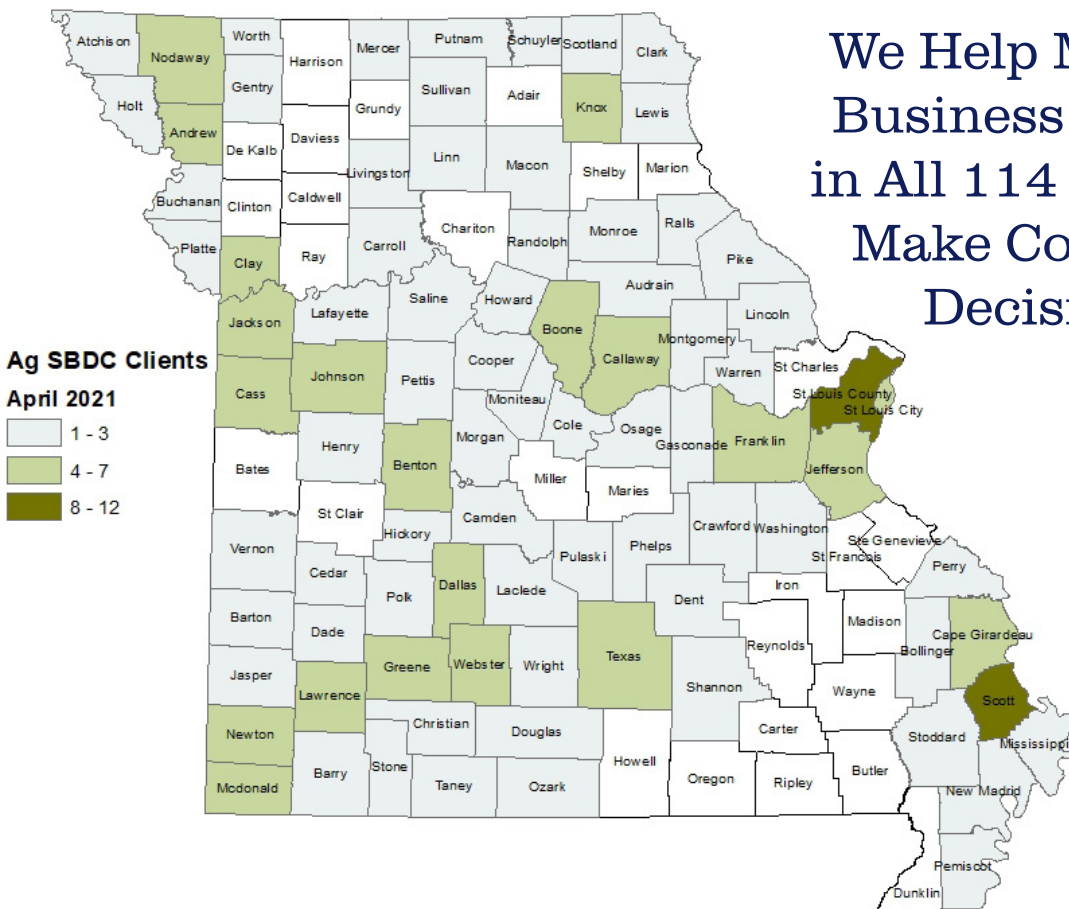 We Help M
Business
in All 114
Make Co
Decisi
Ag SBDC Clients
April 2021
1 - 3
4 - 7
8 - 12
Atchison
Nodaway
Worth
Harrison
Mercer
Putnam
Schuyler
Scotland
Clark
Holt
Gentry
Sullivan
Adair
Knox
Lewis
Andrew
Grundy
De Kalb
Daviess
Livingston
Linn
Macon
Shelby
Marion
Buchanan
Clinton
Caldwell
Chariton
Randolph
Monroe
Ralls
Platte
Clay
Ray
Carroll
Pike
Audrain
Jackson
Lafayette
Saline
Howard
Boone
Callaway
Montgomery
Lincoln
Cass
Johnson
Pettis
Cooper
Moniteau
Warren
St Charles
St Louis County
St Louis City
Bates
Henry
Benton
Morgan
Cole
Osage
Gasconade
Franklin
Jefferson
Miller
Maries
St Clair
Camden
Hickory
Pulaski
Phelps
Crawford
Washington
Ste Genevieve
St Francois
Perry
Vernon
Cedar
Polk
Dallas
Laclede
Dent
Iron
Madison
Cape Girardeau
Bollinger
Barton
Dade
Greene
Webster
Wright
Texas
Reynolds
Jasper
Lawrence
Shannon
Wayne
Scott
Newton
Christian
Douglas
Carter
Stoddard
Mississippi
Mcdonald
Barry
Stone
Taney
Ozark
Howell
Oregon
Ripley
Butler
New Madrid
Pemiscot
Dunklin